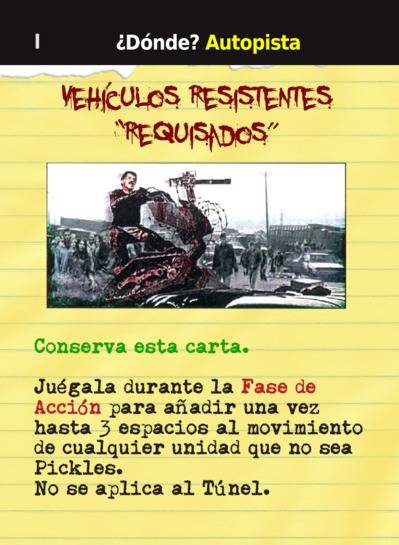 I ¿Dónde? Autopista
VEHÍCULOS RESISTENTES
"REQUISADOS"
Conserva esta carta.
Juégala durante la Fase de
Acción para añadir una vez
hasta 3 espacios al movimiento
de cualquier unidad que no sea
Pickles.
No se aplica al Túnel.